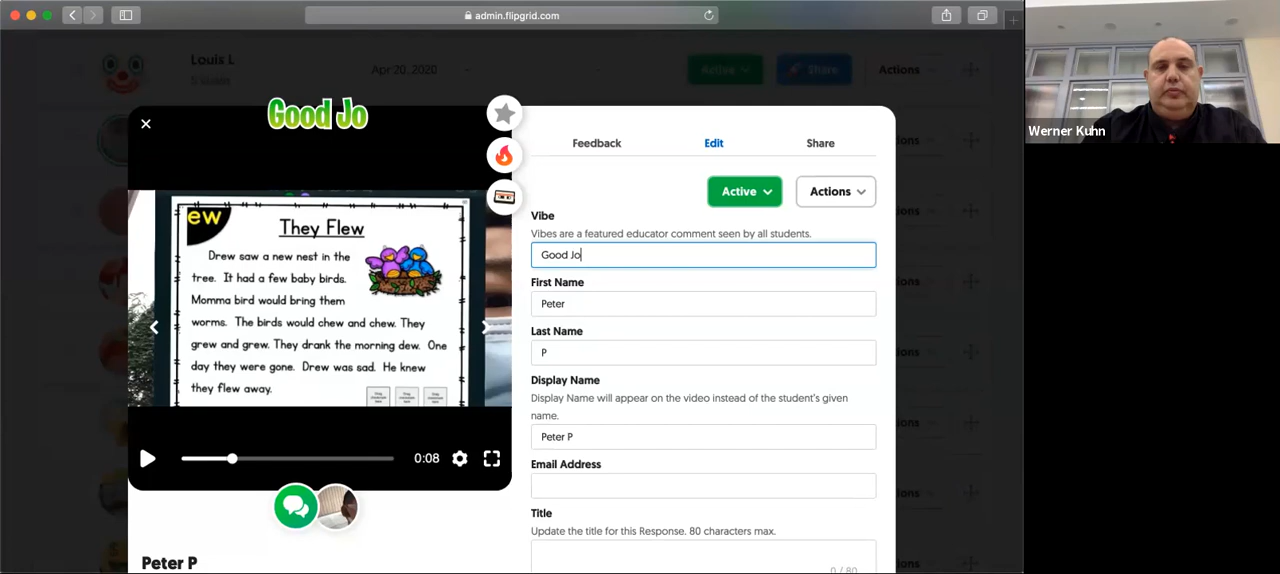 admin.flipgrid.com
Louis L
Apr 20, 2020
Active
Share
Actions
Good Jo
Werner Kuhn
Feedback
Edit
Share
Active
Actions
Vibe
Vibes are a featured educator comment seen by all students.
Good Jo
First Name
Peter
Last Name
P
Display Name
Display Name will appear on the video instead of the student's given
name.
Peter P
Email Address
Title
Update the title for this Response. 80 characters max.
0 / 80
ew
They Flew
Drew saw a new nest in the
tree. It had a few baby birds.
Momma bird would bring them
worms. The birds would chew and chew. They
grew and grew. They drank the morning dew. One
day they were gone. Drew was sad. He knew
they flew away.
0:08
Peter P